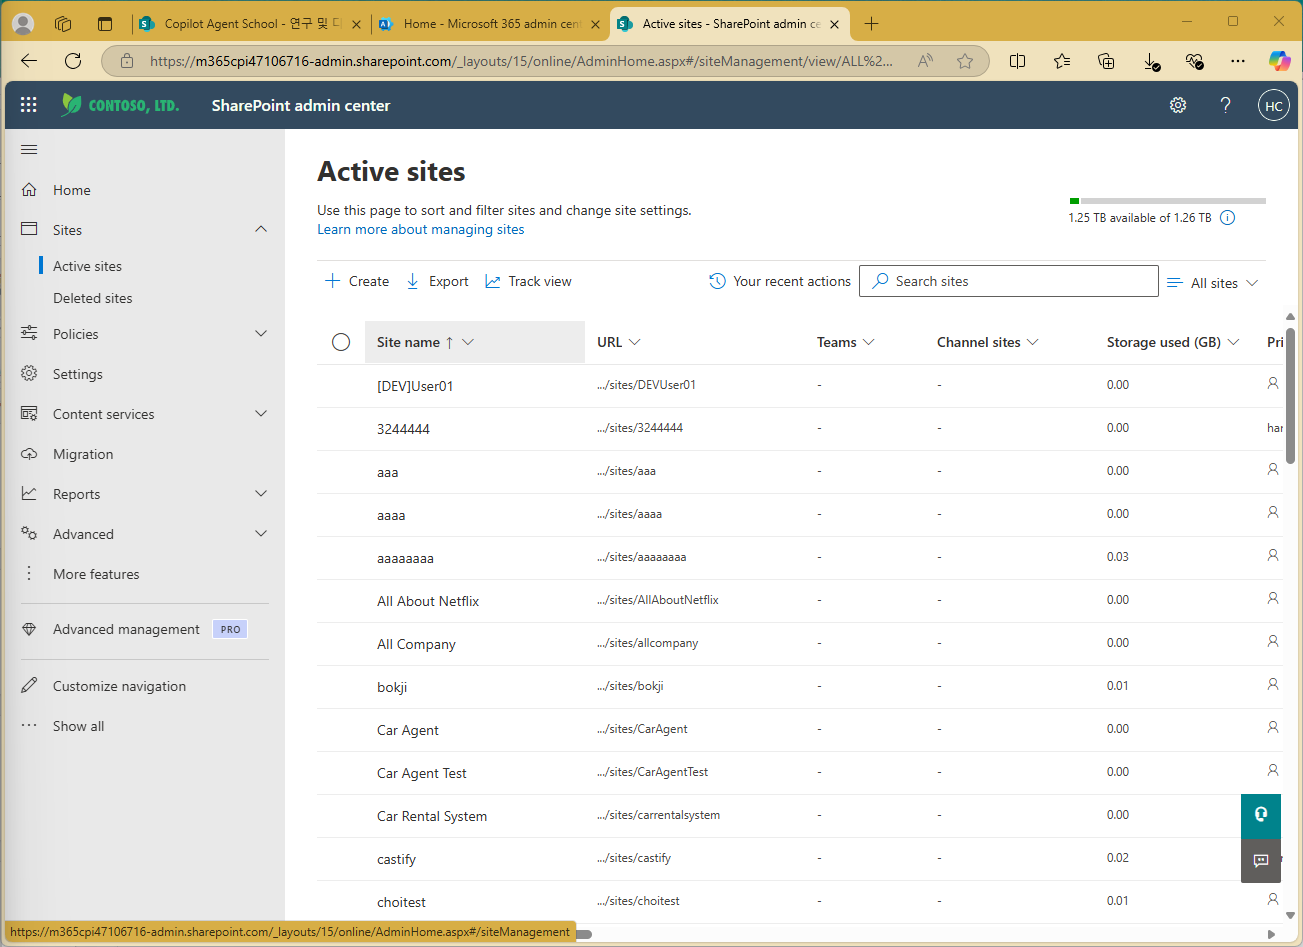 Copilot Agent School - 연구 및 디
Home - Microsoft 365 admin cent
Active sites - SharePoint admin ce
https://m365cpi47106716-admin.sharepoint.com/_layouts/15/online/AdminHome.aspx#/siteManagement/view/ALL%2...
CONTOSO, LTD.
SharePoint admin center
HC
Home
Sites
Active sites
Deleted sites
Policies
Settings
Content services
Migration
Reports
Advanced
More features
Advanced management PRO
Customize navigation
Show all
Active sites
Use this page to sort and filter sites and change site settings.
Learn more about managing sites
1.25 TB available of 1.26 TB
Create Export Track view Your recent actions Search sites All sites
Site name ↑ URL Teams Channel sites Storage used (GB) Pri
[DEV]User01 .../sites/DEVUser01 - - 0.00
3244444 .../sites/3244444 - - 0.00 har
aaa .../sites/aaa - - 0.00
aaaa .../sites/aaaa - - 0.00
aaaaaaaa .../sites/aaaaaaaa - - 0.03
All About Netflix .../sites/AllAboutNetflix - - 0.00
All Company .../sites/allcompany - - 0.00
bokji .../sites/bokji - - 0.01
Car Agent .../sites/CarAgent - - 0.00
Car Agent Test .../sites/CarAgentTest - - 0.00
Car Rental System .../sites/carrentalsystem - - 0.00
castify .../sites/castify - - 0.02
choitest .../sites/choitest - - 0.01
https://m365cpi47106716-admin.sharepoint.com/_layouts/15/online/AdminHome.aspx#/siteManagement